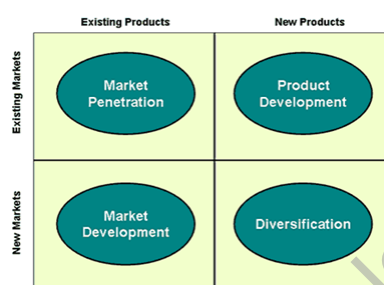 Existing Products
New Products
Existing Markets
Market
Penetration
Product
Development
New Markets
Market
Development
Diversification